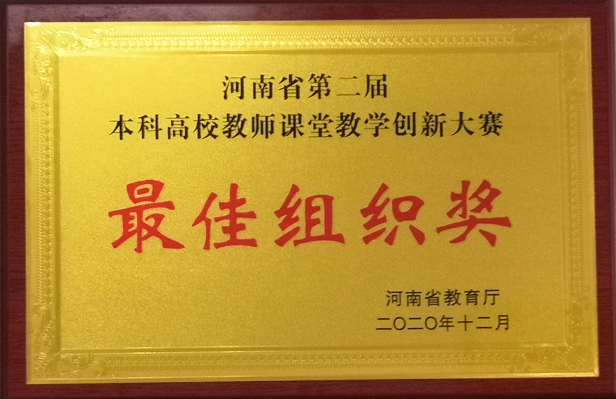 河南省第二届
本科高校教师课堂教学创新大赛
最佳组织奖
河南省教育厅
二〇二〇年十二月